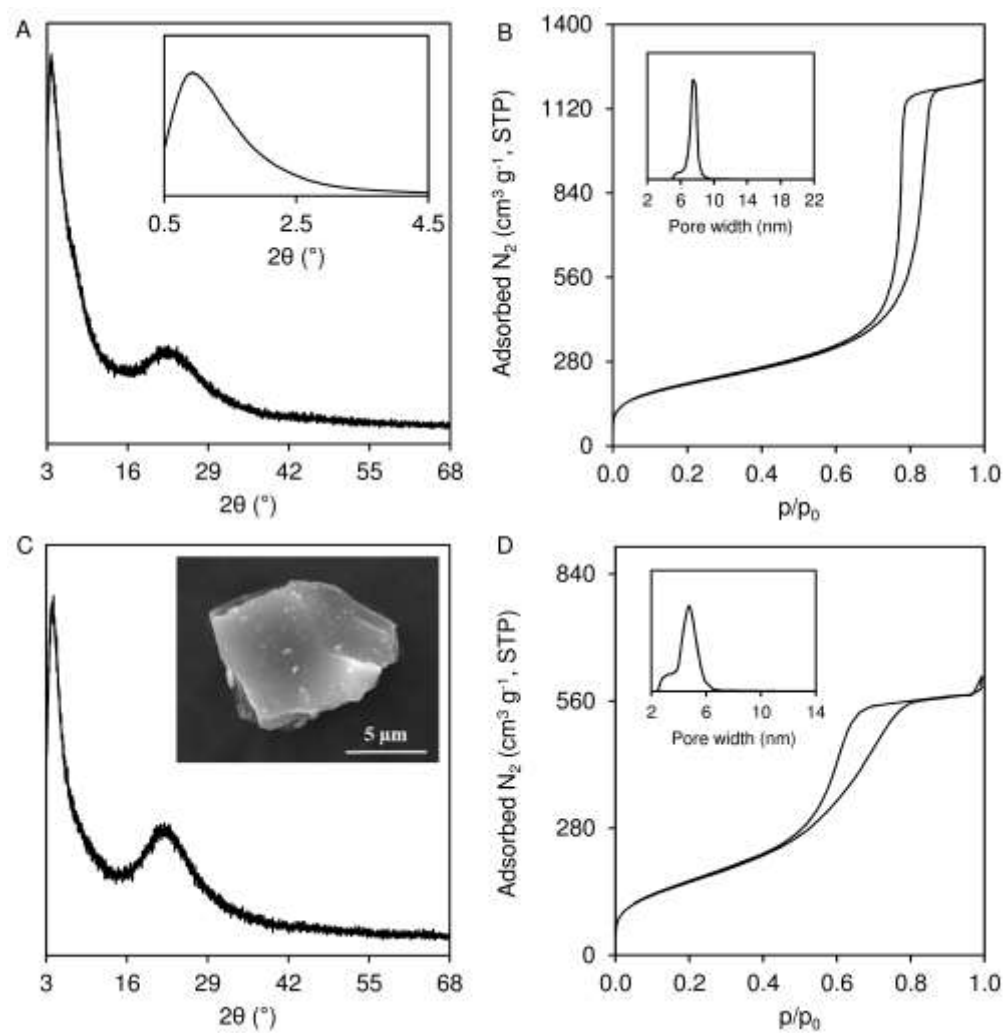 A
0.5 2.5 4.5
2θ (°)
3 16 29 42 55 68
2θ (°)
B
1400
1120
840
560
280
0
Adsorbed N₂ (cm³ g⁻¹, STP)
2 6 10 14 18 22
Pore width (nm)
0.0 0.2 0.4 0.6 0.8 1.0
p/p₀
C
5 μm
3 16 29 42 55 68
2θ (°)
D
840
560
280
0
Adsorbed N₂ (cm³ g⁻¹, STP)
2 6 10 14
Pore width (nm)
0.0 0.2 0.4 0.6 0.8 1.0
p/p₀